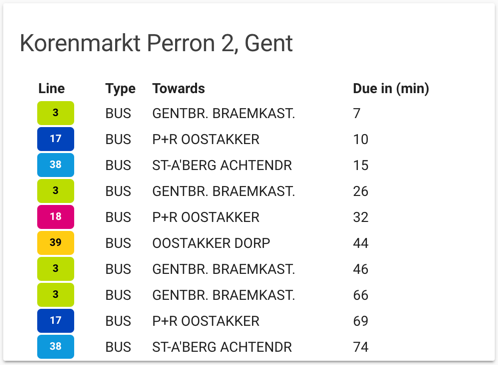 Korenmarkt Perron 2, Gent
Line Type Towards Due in (min)
3 BUS GENTBR. BRAEMKAST. 7
17 BUS P+R OOSTAKKER 10
38 BUS ST-A'BERG ACHTENDR 15
3 BUS GENTBR. BRAEMKAST. 26
18 BUS P+R OOSTAKKER 32
39 BUS OOSTAKKER DORP 44
3 BUS GENTBR. BRAEMKAST. 46
3 BUS GENTBR. BRAEMKAST. 66
17 BUS P+R OOSTAKKER 69
38 BUS ST-A'BERG ACHTENDR 74